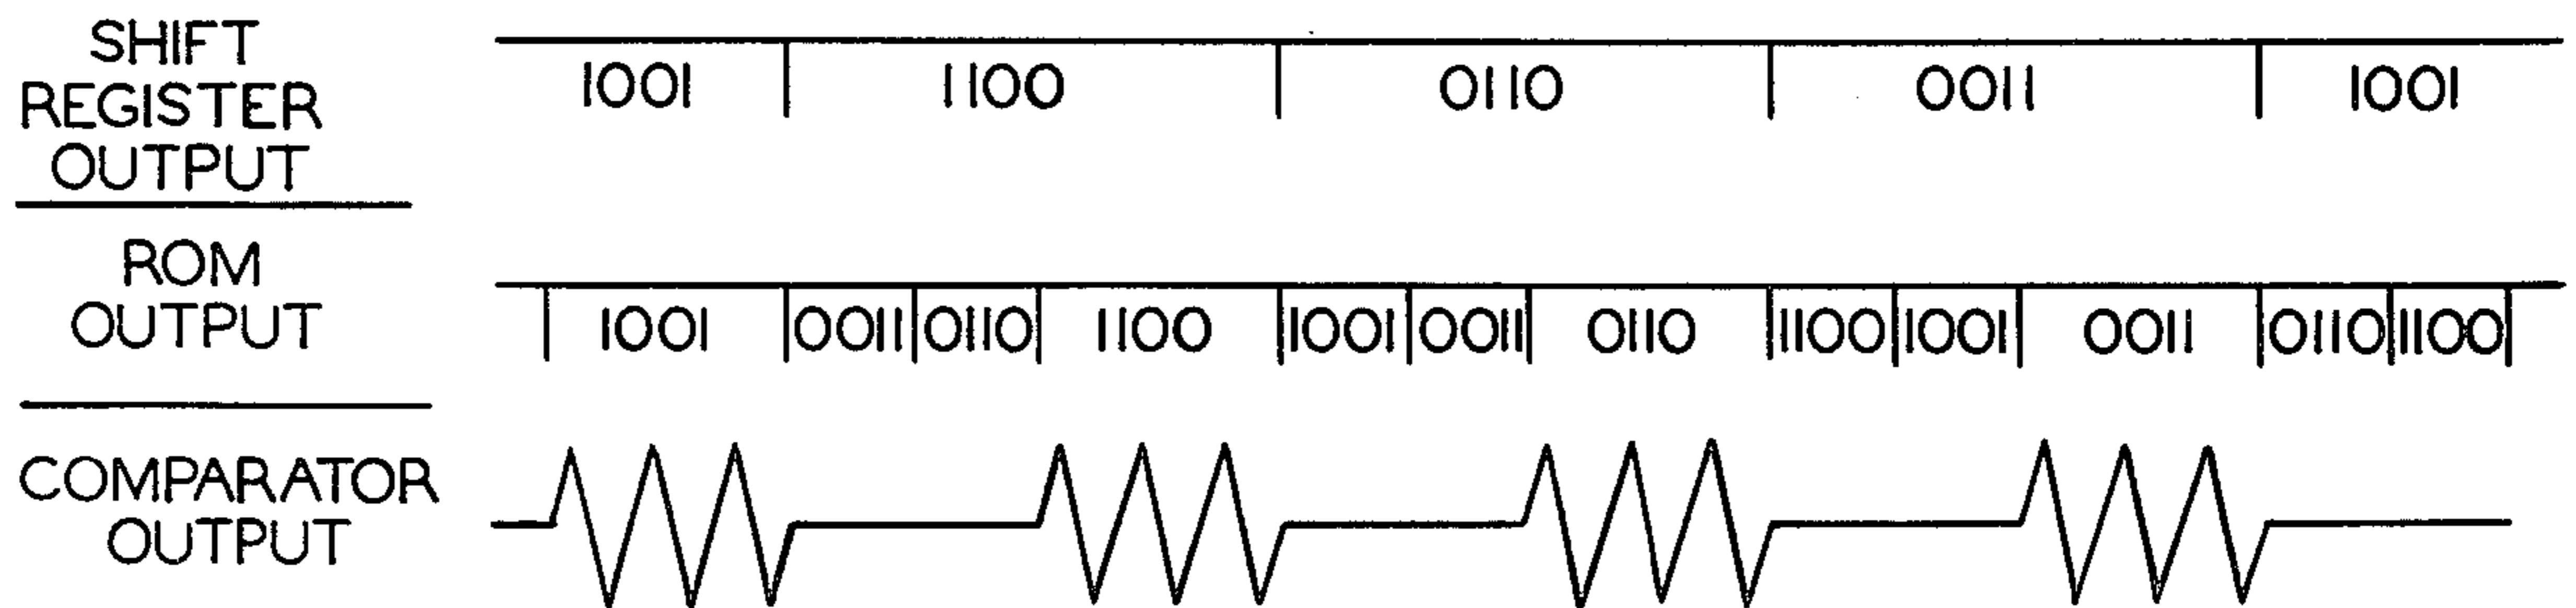 SHIFT
REGISTER
OUTPUT
1001 1100 0110 0011 1001
ROM
OUTPUT
1001 0011 0110 1100 1001 0011 0110 1100 1001 0011 0110 1100
COMPARATOR
OUTPUT